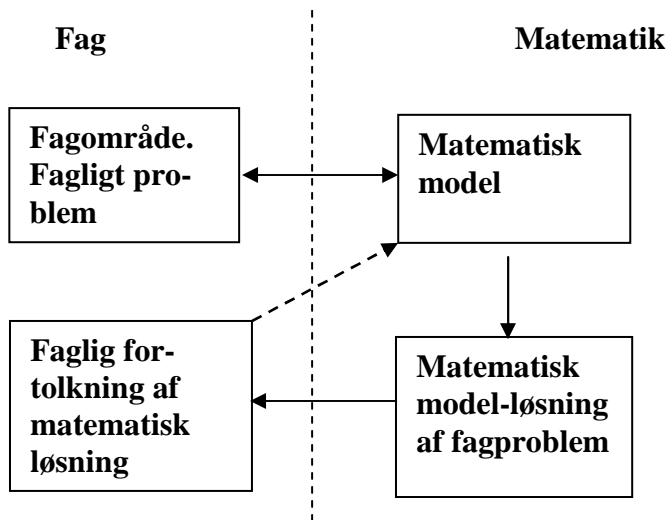 Fag
Matematik
Fagområde.
Fagligt pro-
blem
Matematisk
model
Faglig for-
tolkning af
matematisk
løsning
Matematisk
model-løsning
af fagproblem